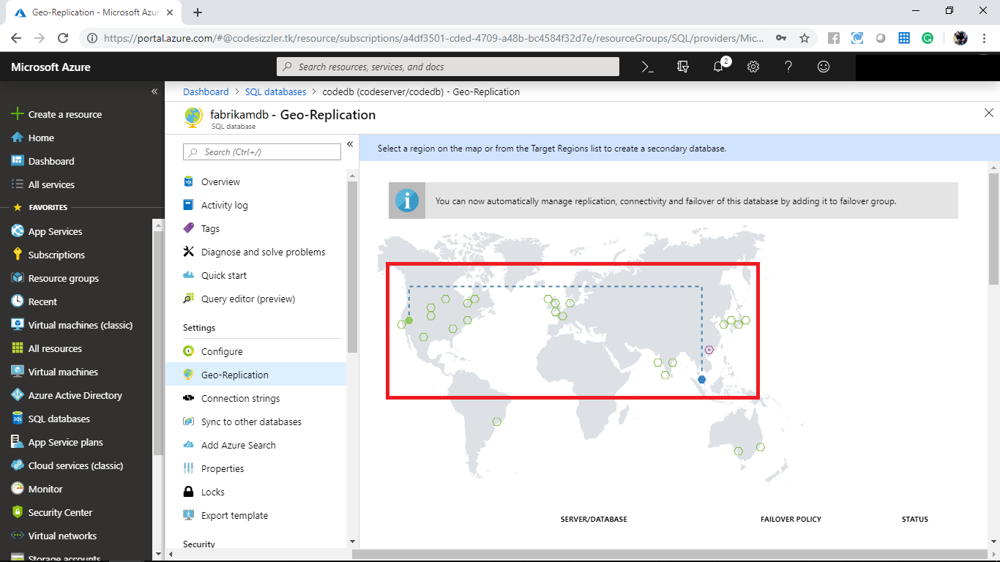 Geo-Replication - Microsoft Azur
https://portal.azure.com/#@codesizzler.tk/resource/subscriptions/a4df3501-cded-4709-a48b-bc4584f32d7e/resourceGroups/SQL/providers/Mic...
Microsoft Azure
Search resources, services, and docs
2
Dashboard > SQL databases > codedb (codeserver/codedb) - Geo-Replication
fabrikamdb - Geo-Replication
SQL database
Create a resource
Home
Dashboard
All services
FAVORITES
App Services
Subscriptions
Resource groups
Recent
Virtual machines (classic)
All resources
Virtual machines
Azure Active Directory
SQL databases
App Service plans
Cloud services (classic)
Monitor
Security Center
Virtual networks
Storage accounts
Search (Ctrl+/)
Overview
Activity log
Tags
Diagnose and solve problems
Quick start
Query editor (preview)
Settings
Configure
Geo-Replication
Connection strings
Sync to other databases
Add Azure Search
Properties
Locks
Export template
Security
Select a region on the map or from the Target Regions list to create a secondary database.
You can now automatically manage replication, connectivity and failover of this database by adding it to failover group.
SERVER/DATABASE FAILOVER POLICY STATUS